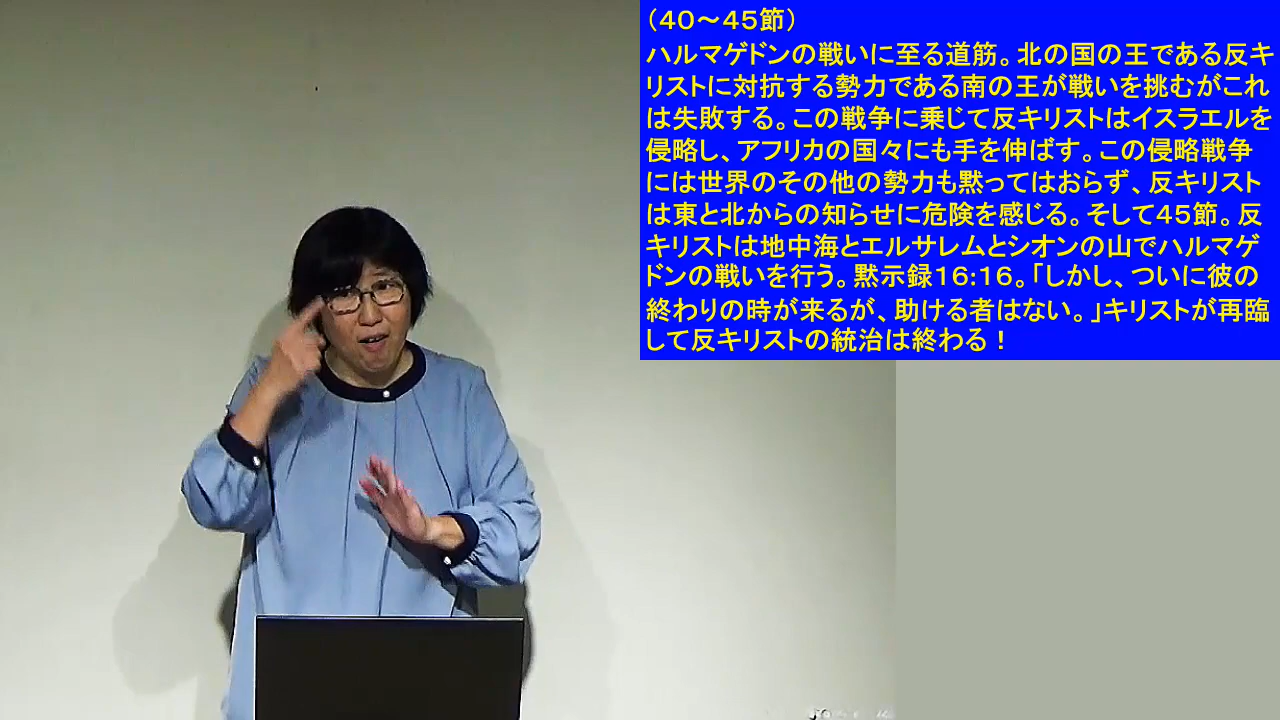 （４０～４５節）
ハルマゲドンの戦いに至る道筋。北の国の王である反キ
リストに対抗する勢力である南の王が戦いを挑むがこれ
は失敗する。この戦争に乗じて反キリストはイスラエルを
侵略し、アフリカの国々にも手を伸ばす。この侵略戦争
には世界のその他の勢力も黙ってはおらず、反キリスト
は東と北からの知らせに危険を感じる。そして４５節。反
キリストは地中海とエルサレムとシオンの山でハルマゲ
ドンの戦いを行う。黙示録１６：１６。「しかし、ついに彼の
終わりの時が来るが、助ける者はない。」キリストが再臨
して反キリストの統治は終わる！